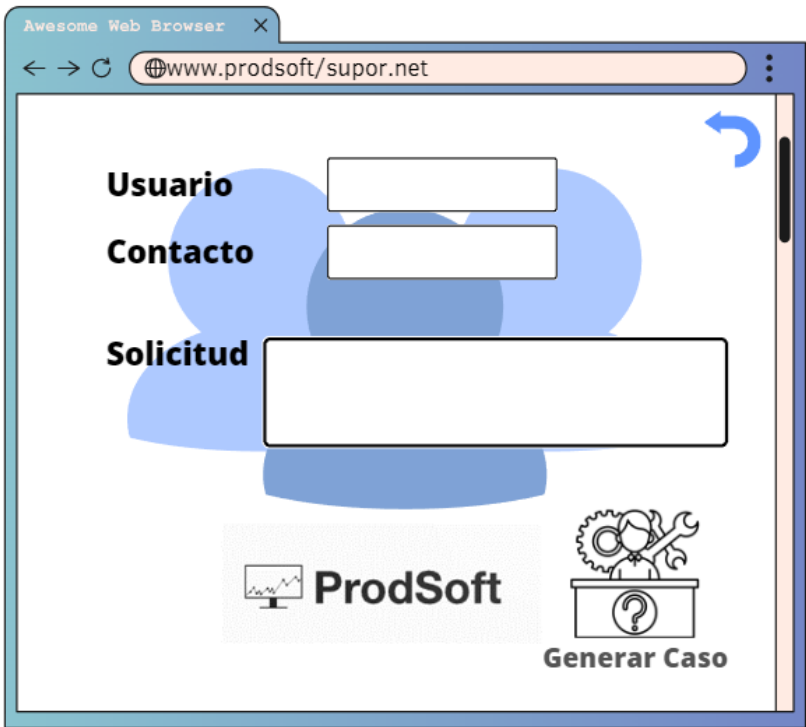 Awesome Web Browser
www.prodsoft/supor.net
Usuario
Contacto
Solicitud
ProdSoft
?
Generar Caso